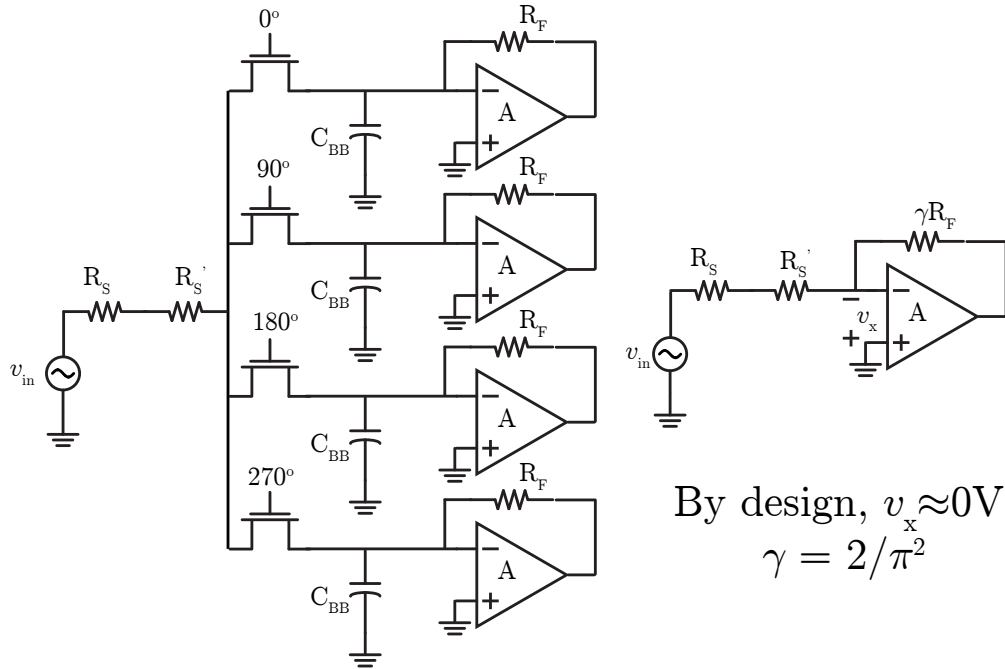 0°
R_F
A
C_BB
90°
R_F
A
C_BB
R_S
R_S'
180°
v_in
R_F
A
C_BB
270°
R_F
A
C_BB
R_S
R_S'
γR_F
v_x
A
v_in
By design, v_x≈0V
γ = 2/π²